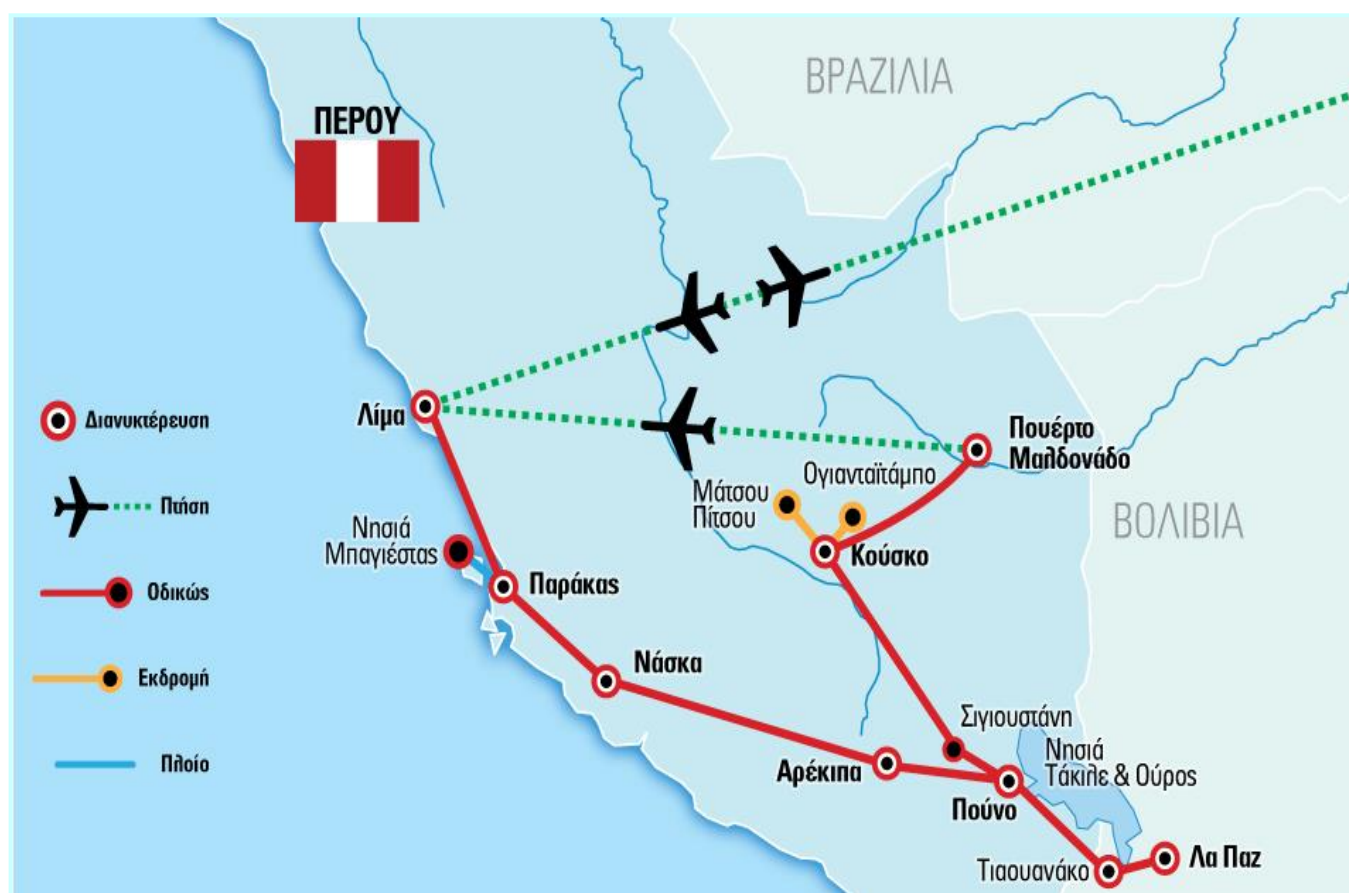 ΒΡΑΖΙΛΙΑ
ΠΕΡΟΥ
Λίμα
Διανυκτέρευση
Πτήση
Οδικώς
Εκδρομή
Πλοίο
Πουέρτο
Μαλδονάδο
Ογιανταϊτάμπο
Μάτσου
Πίτσου
ΒΟΛΙΒΙΑ
Νησιά
Μπαγιέστας
Κούσκο
Παράκας
Νάσκα
Σιγιουστάνη
Νησιά
Τάκιλε & Ούρος
Αρέκιπα
Πούνο
Λα Παζ
Τιαουανάκο